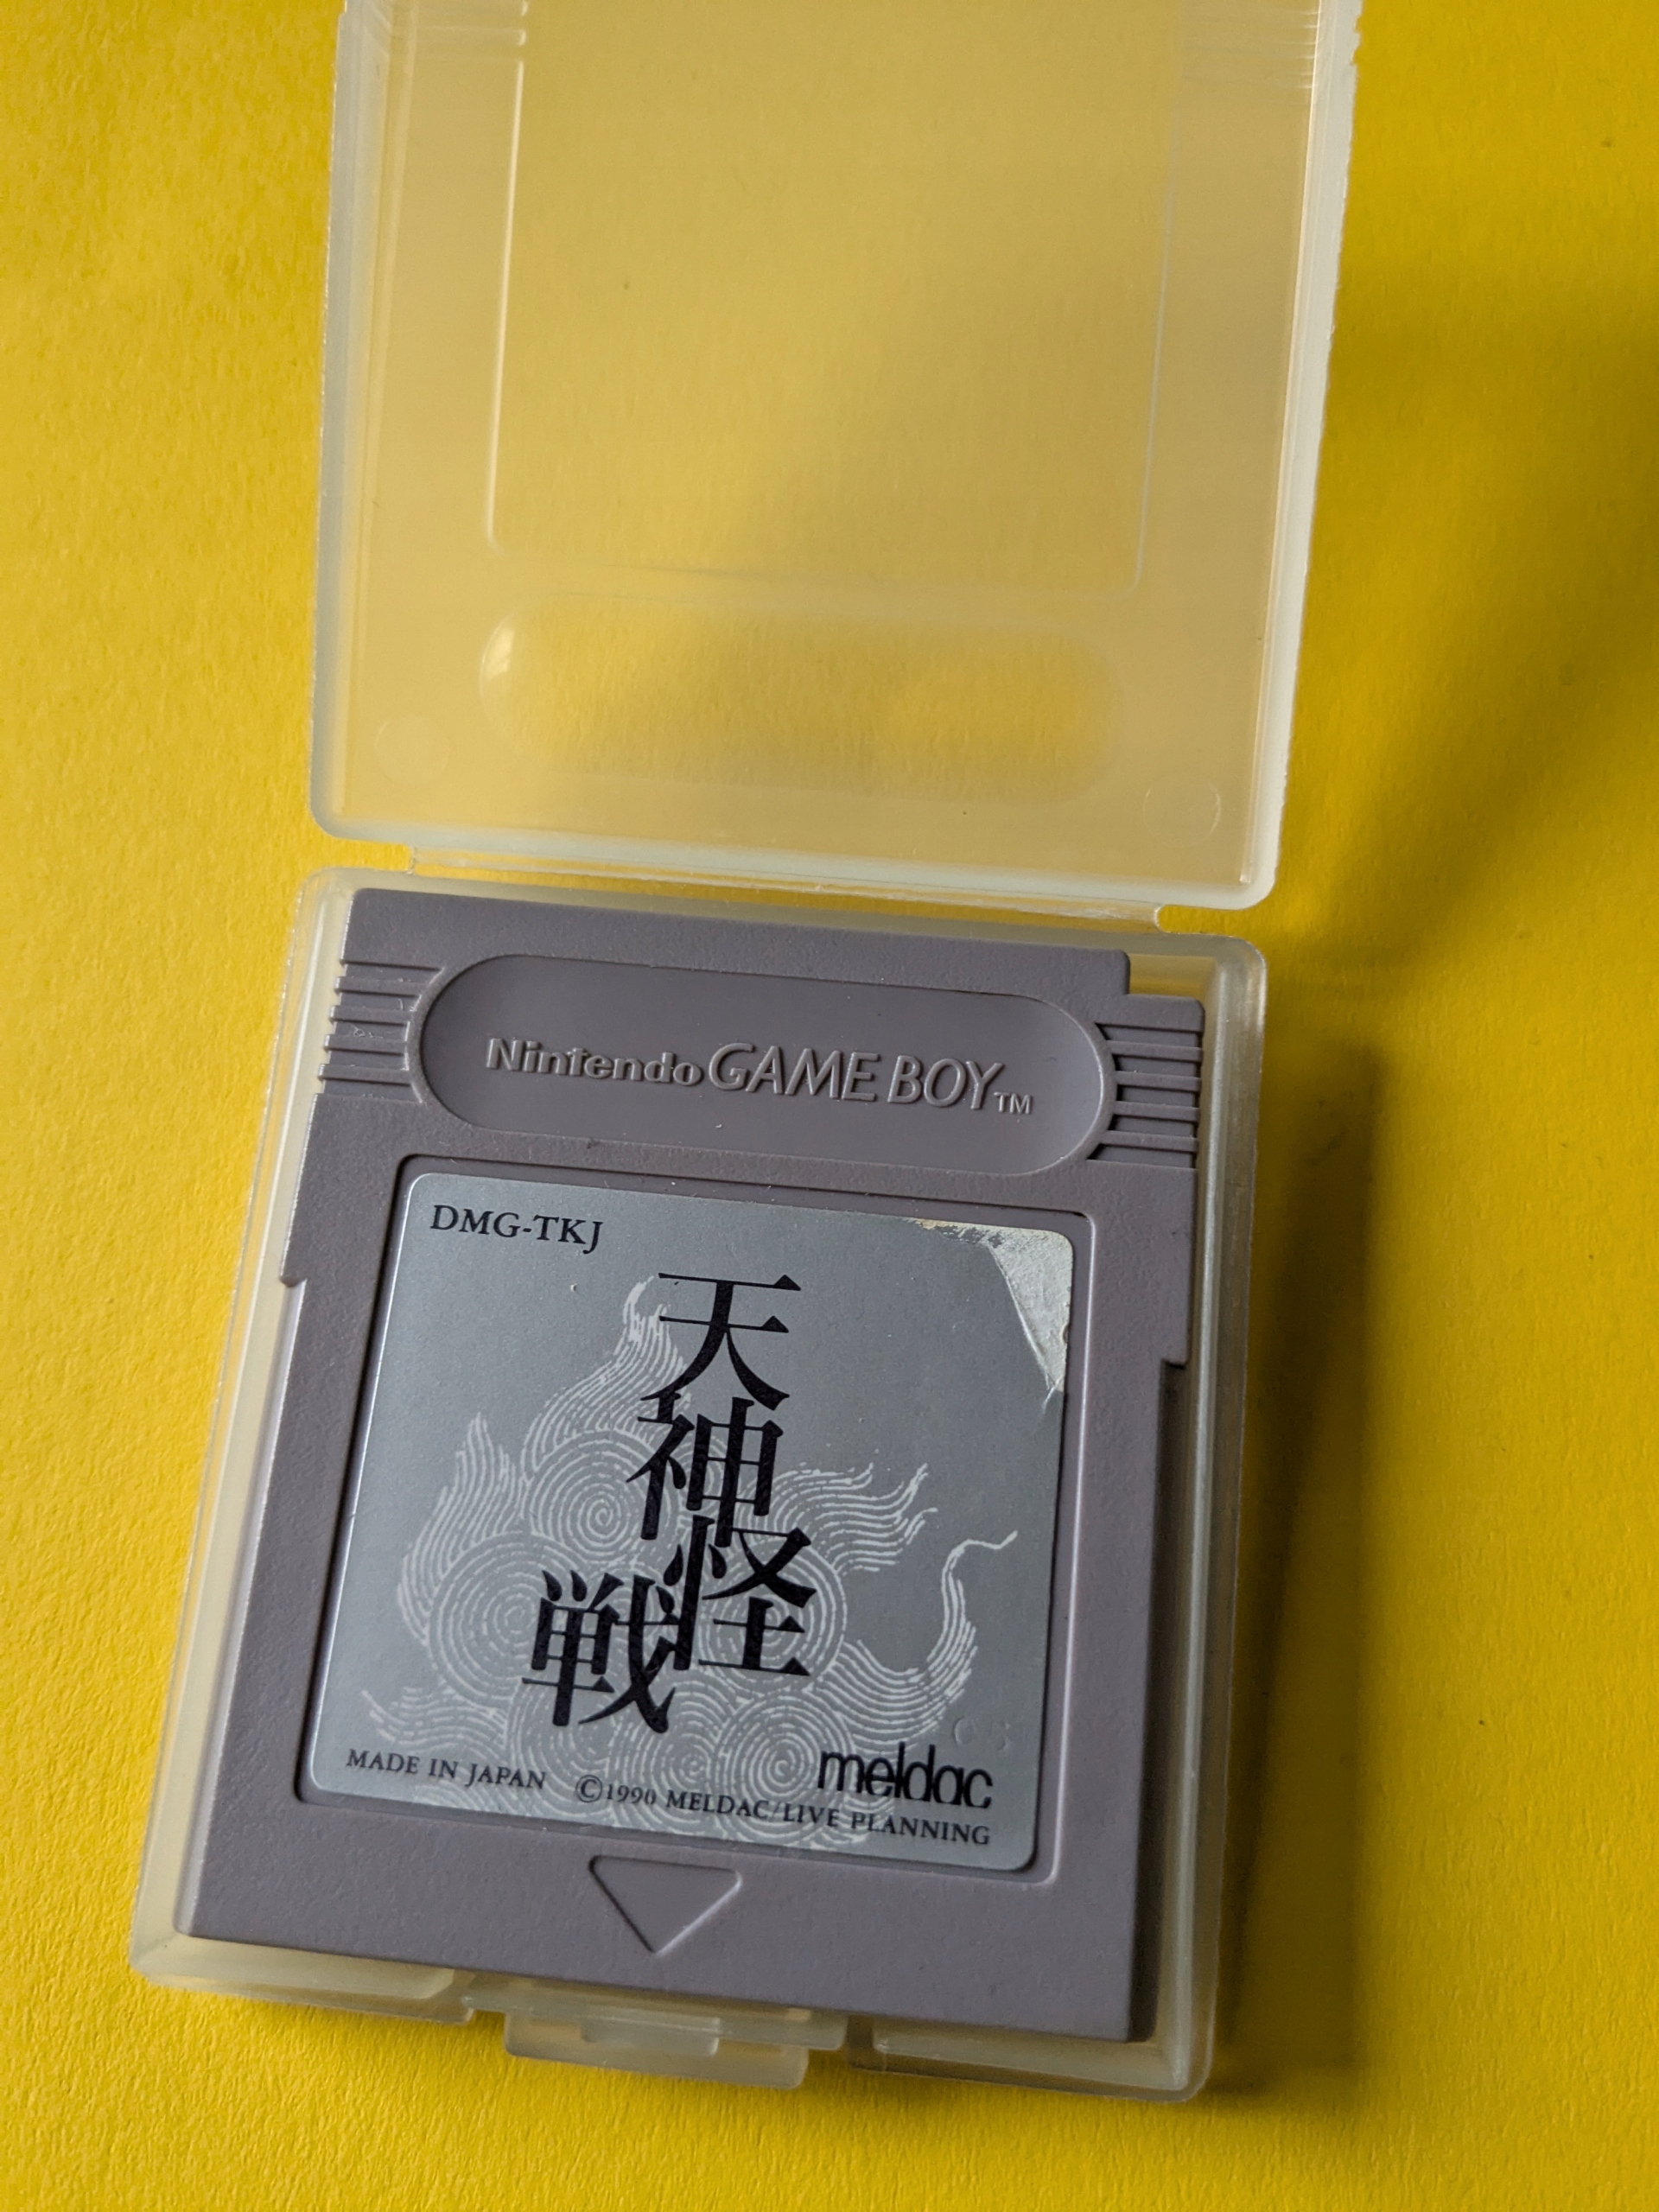 Nintendo GAME BOY TM
DMG-TKJ
天神怪戦
meldac
MADE IN JAPAN ©1990 MELDAC/LIVE PLANNING